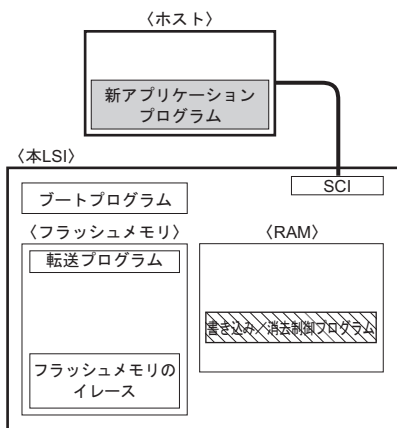 〈ホスト〉
新アプリケーション
プログラム
〈本LSI〉
SCI
ブートプログラム
〈フラッシュメモリ〉
〈RAM〉
転送プログラム
書き込み/消去制御プログラム
フラッシュメモリの
イレース